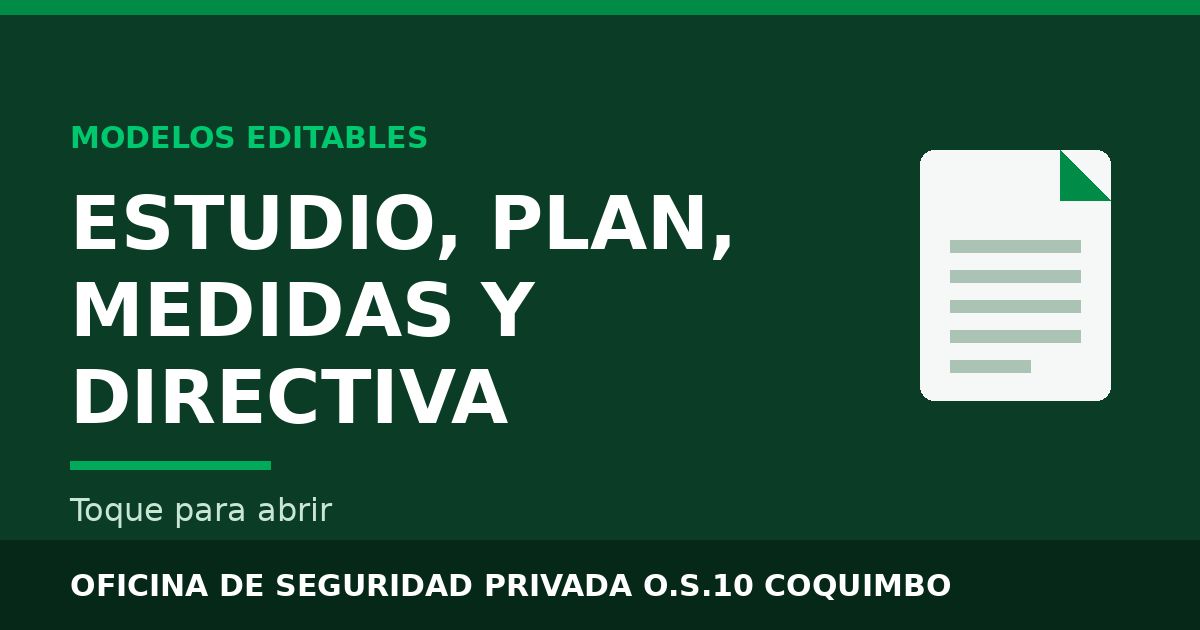 MODELOS EDITABLES
ESTUDIO, PLAN,
MEDIDAS Y
DIRECTIVA
Toque para abrir
OFICINA DE SEGURIDAD PRIVADA O.S.10 COQUIMBO